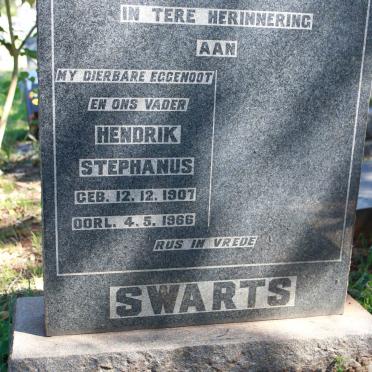 IN TERE HERINNERING
AAN
MY DIERBARE EGGENOOT
EN ONS VADER
HENDRIK
STEPHANUS
GEB. 12.12.1907
OORL. 4.5.1966
RUS IN VREDE
SWARTS